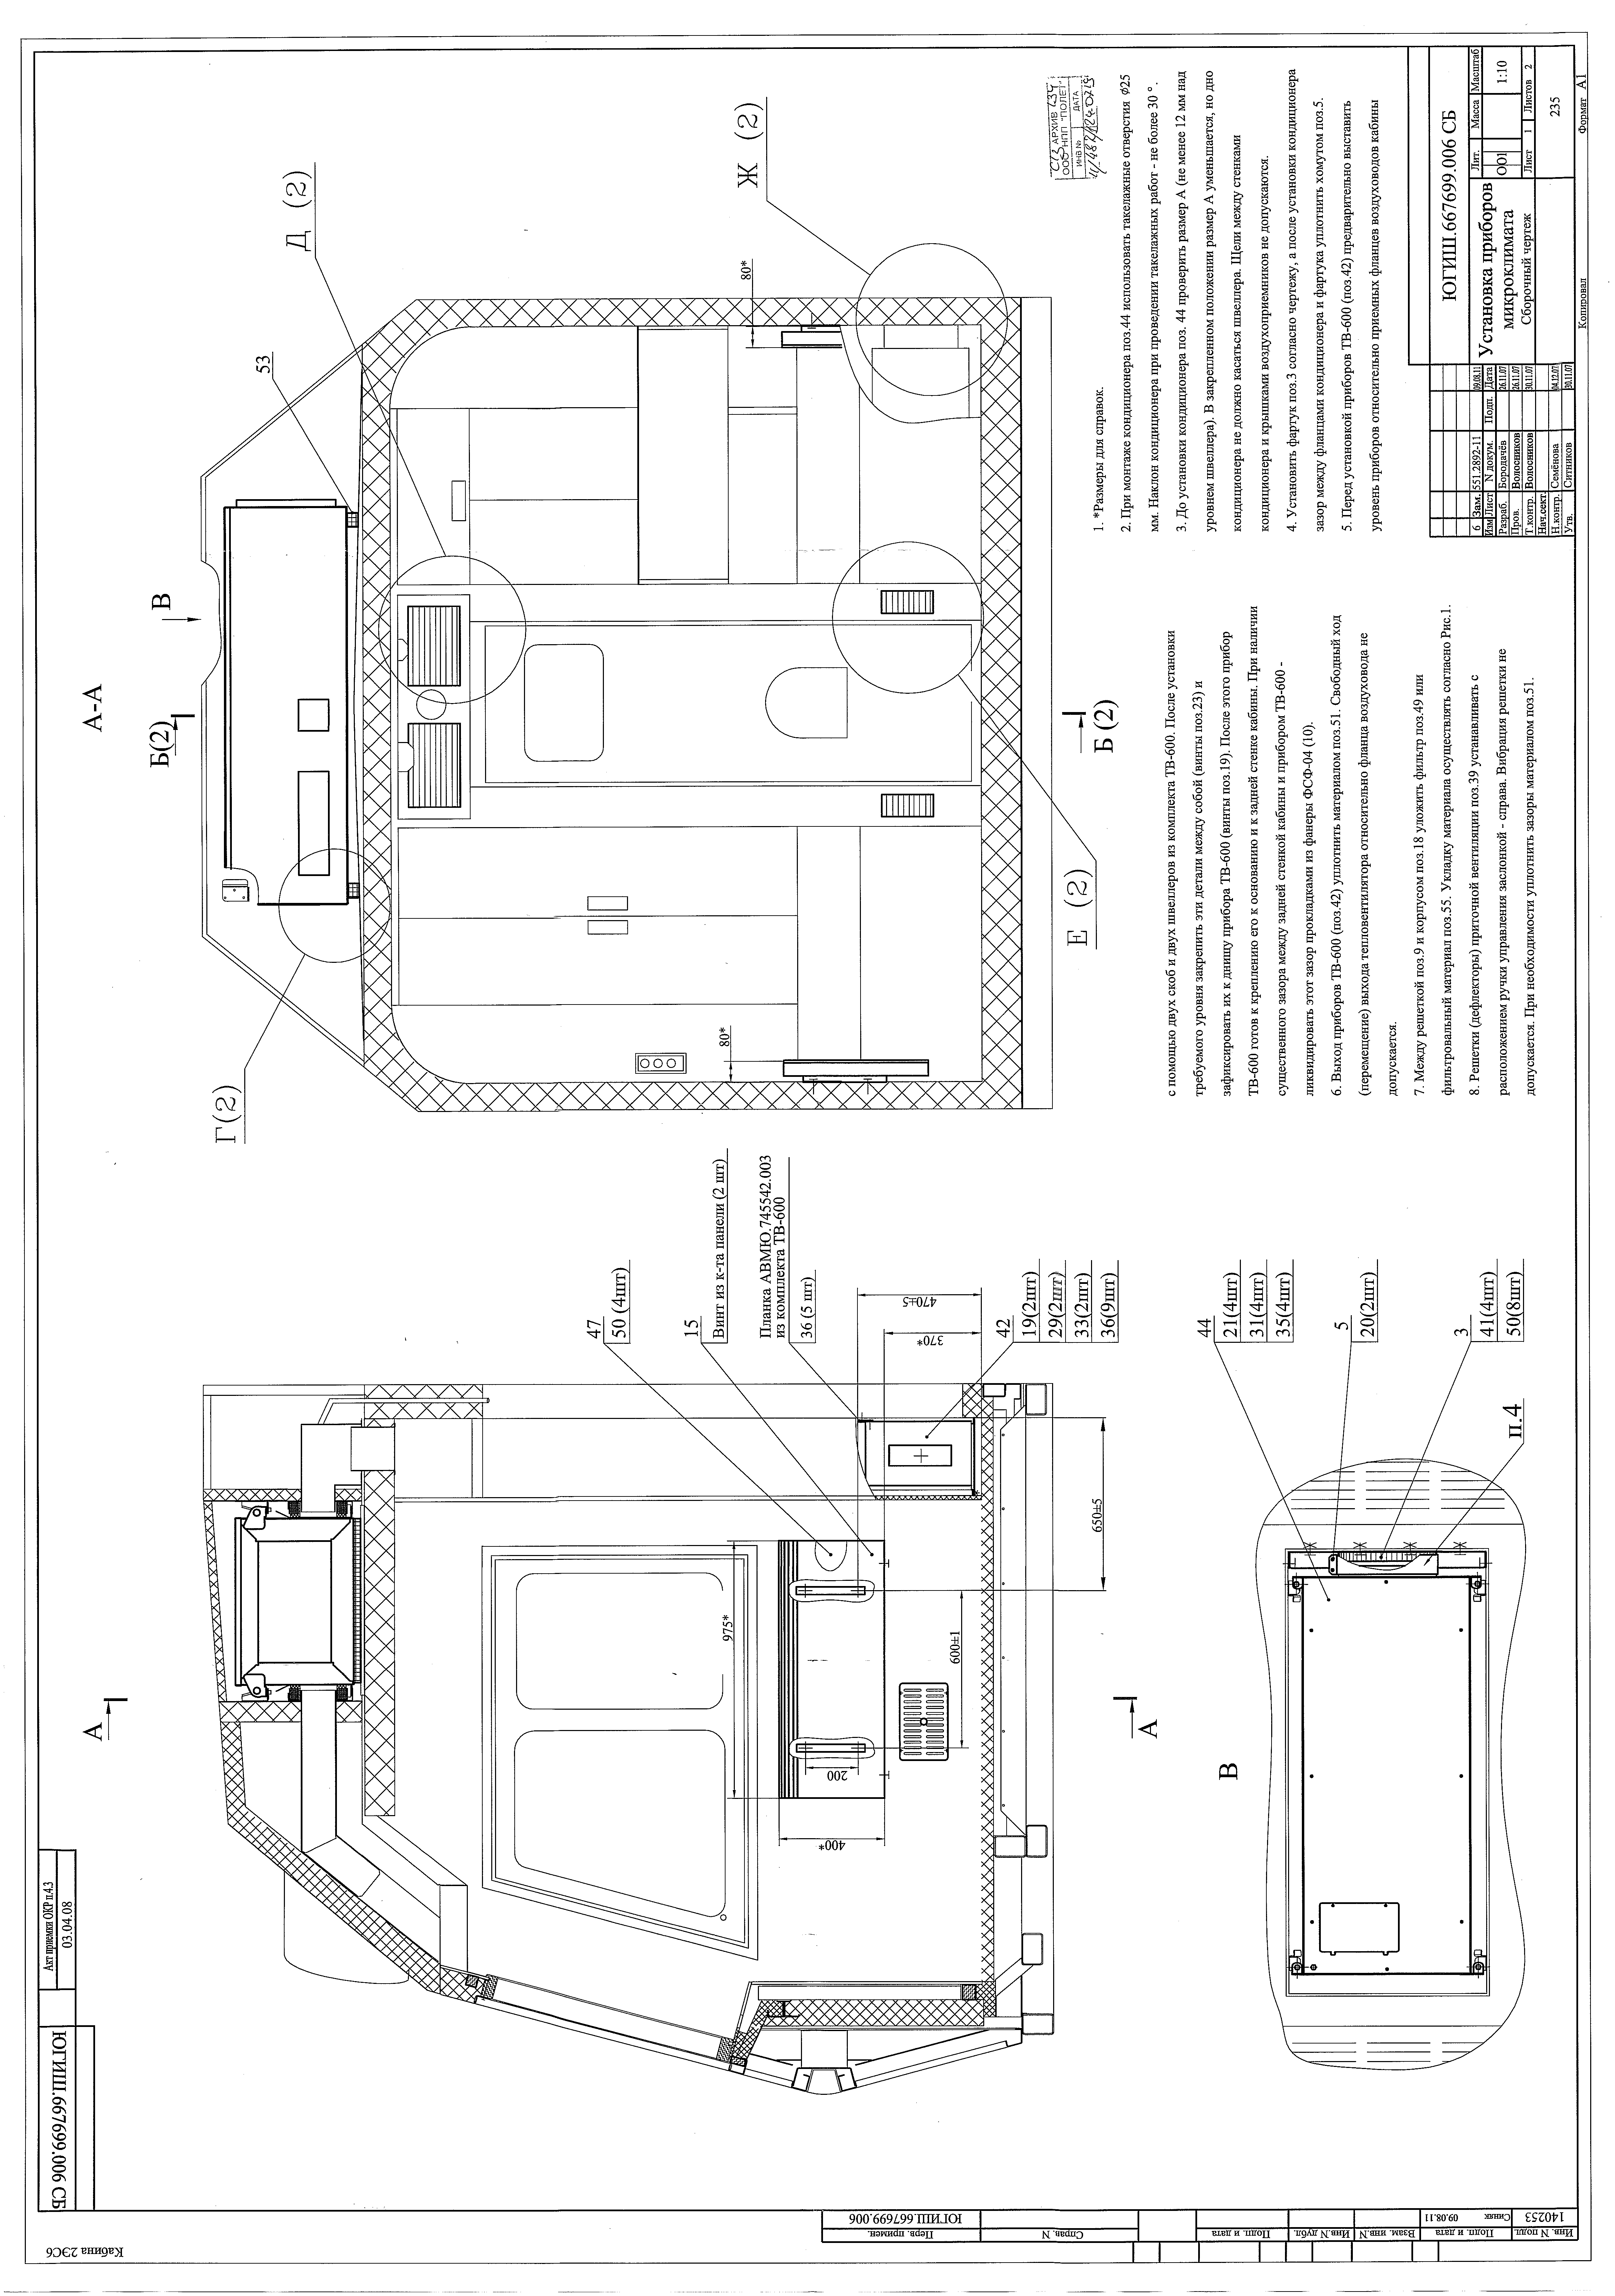 Кабина 2ЭС6
ЮГИШ.667699.006 СБ
Акт приемки ОКР п.4.3
03.04.08
Перв. примен.
ЮГИШ.667699.006
Справ. N
Подп. и дата
Инв.N дубл.
Взам. инв.N
Подп. и дата
09.08.11
Инв. N подл.
140253
А
А
975*
400*
200
600±1
650±5
370*
470±5
47
50 (4шт)
15
Винт из к-та панели (2 шт)
Планка АВМЮ.745542.003
из комплекта ТВ-600
36 (5 шт)
42
19(2шт)
29(2шт)
33(2шт)
36(9шт)
В
44
21(4шт)
31(4шт)
35(4шт)
5
20(2шт)
3
41(4шт)
50(8шт)
п.4
А-А
Б(2)
В
Г(2)
53
Д (2)
Ж (2)
80*
80*
Е (2)
Б (2)
АРХИВ
ООО НПП "ПОЛЕТ"
ИНВ №
ДАТА
1. *Размеры для справок.
2. При монтаже кондиционера поз.44 использовать такелажные отверстия ⌀25
мм. Наклон кондиционера при проведении такелажных работ - не более 30 °.
3. До установки кондиционера поз. 44 проверить размер А (не менее 12 мм над
уровнем швеллера). В закрепленном положении размер А уменьшается, но дно
кондиционера не должно касаться швеллера. Щели между стенками
кондиционера и крышками воздухоприемников не допускаются.
4. Установить фартук поз.3 согласно чертежу, а после установки кондиционера
зазор между фланцами кондиционера и фартука уплотнить хомутом поз.5.
5. Перед установкой приборов ТВ-600 (поз.42) предварительно выставить
уровень приборов относительно приемных фланцев воздуховодов кабины
с помощью двух скоб и двух швеллеров из комплекта ТВ-600. После установки
требуемого уровня закрепить эти детали между собой (винты поз.23) и
зафиксировать их к днищу прибора ТВ-600 (винты поз.19). После этого прибор
ТВ-600 готов к креплению его к основанию и к задней стенке кабины. При наличии
существенного зазора между задней стенкой кабины и прибором ТВ-600 -
ликвидировать этот зазор прокладками из фанеры ФСФ-04 (10).
6. Выход приборов ТВ-600 (поз.42) уплотнить материалом поз.51. Свободный ход
(перемещение) выхода тепловентилятора относительно фланца воздуховода не
допускается.
7. Между решеткой поз.9 и корпусом поз.18 уложить фильтр поз.49 или
фильтровальный материал поз.55. Укладку материала осуществлять согласно Рис.1.
8. Решетки (дефлекторы) приточной вентиляции поз.39 устанавливать с
расположением ручки управления заслонкой - справа. Вибрация решетки не
допускается. При необходимости уплотнить зазоры материалом поз.51.
ЮГИШ.667699.006 СБ
6 Зам. 551.2892-11 09.08.11
Изм Лист N докум. Подп. Дата
Разраб. Бородачёв 26.11.07
Пров. Волосников 26.11.07
Т.контр. Волосников 30.11.07
Нач.сект.
Н.контр. Семёнова 04.12.07
Утв. Ситников 30.11.07
Установка приборов
микроклимата
Сборочный чертеж
Лит. Масса Масштаб
О01 1:10
Лист 1 Листов 2
235
Копировал
Формат А1